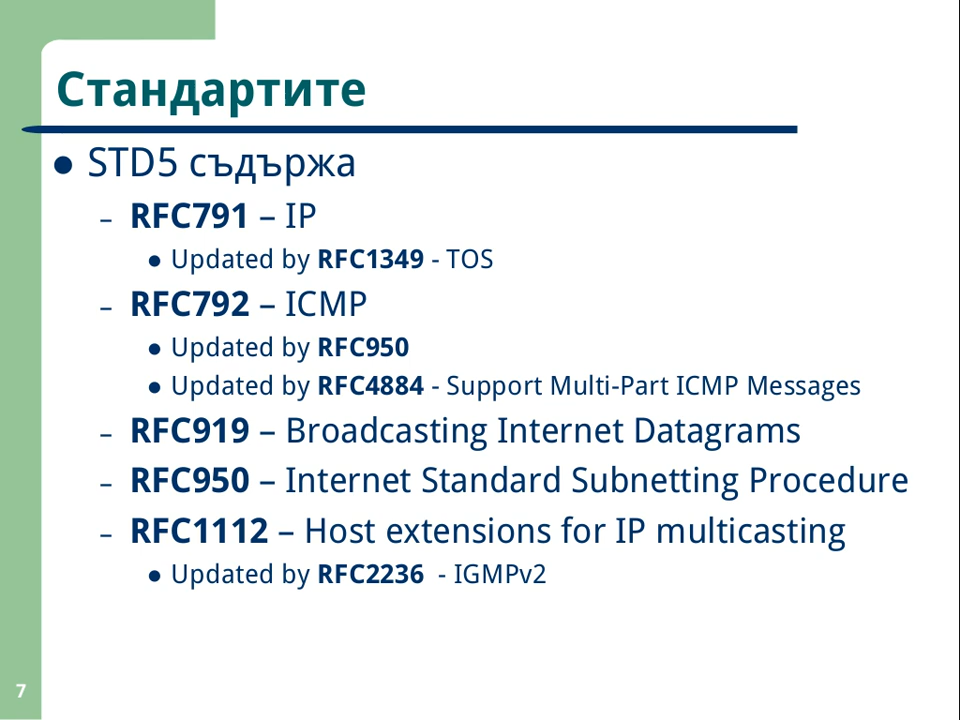 Стандартите
● STD5 съдържа
– RFC791 – IP
● Updated by RFC1349 - TOS
– RFC792 – ICMP
● Updated by RFC950
● Updated by RFC4884 - Support Multi-Part ICMP Messages
– RFC919 – Broadcasting Internet Datagrams
– RFC950 – Internet Standard Subnetting Procedure
– RFC1112 – Host extensions for IP multicasting
● Updated by RFC2236 - IGMPv2
7